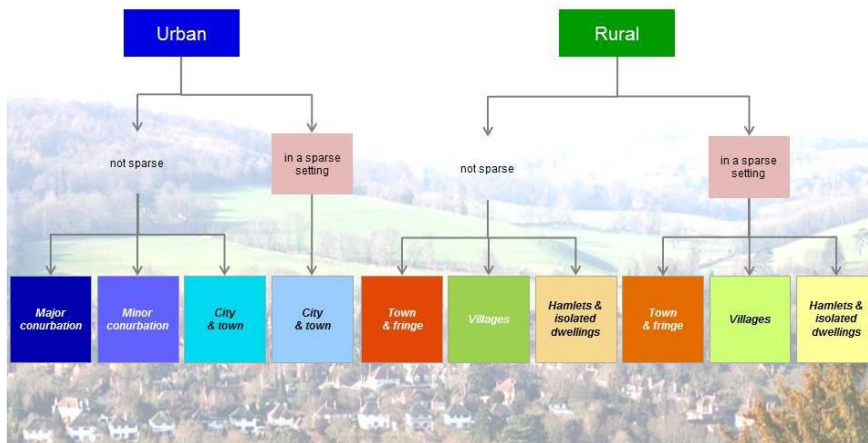 Urban
Rural
not sparse
in a sparse
setting
not sparse
in a sparse
setting
Major
conurbation
Minor
conurbation
City
& town
City
& town
Town
& fringe
Villages
Hamlets &
isolated
dwellings
Town
& fringe
Villages
Hamlets &
isolated
dwellings